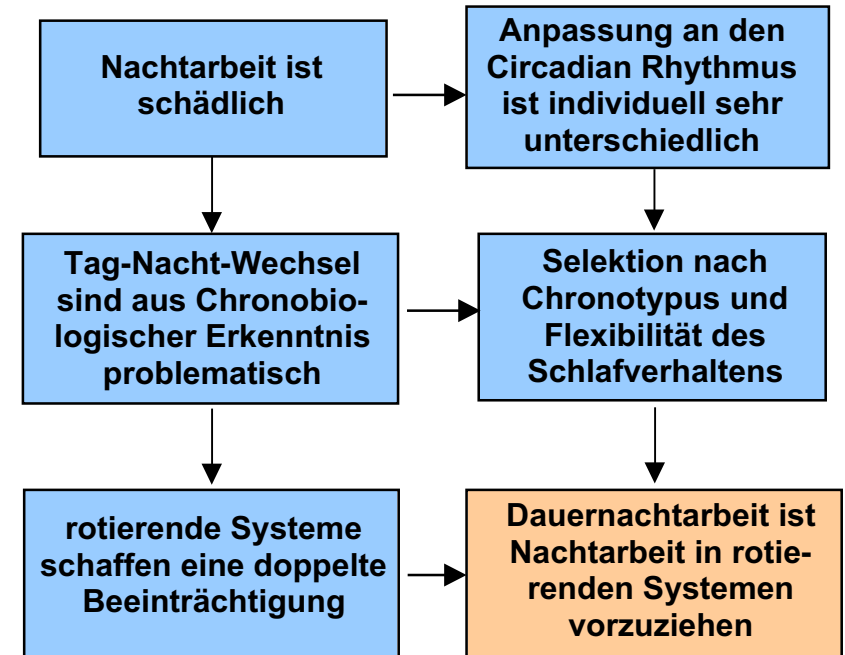 Nachtarbeit ist
schädlich
Anpassung an den
Circadian Rhythmus
ist individuell sehr
unterschiedlich
Tag-Nacht-Wechsel
sind aus Chronobio-
logischer Erkenntnis
problematisch
Selektion nach
Chronotypus und
Flexibilität des
Schlafverhaltens
rotierende Systeme
schaffen eine doppelte
Beeinträchtigung
Dauernachtarbeit ist
Nachtarbeit in rotie-
renden Systemen
vorzuziehen